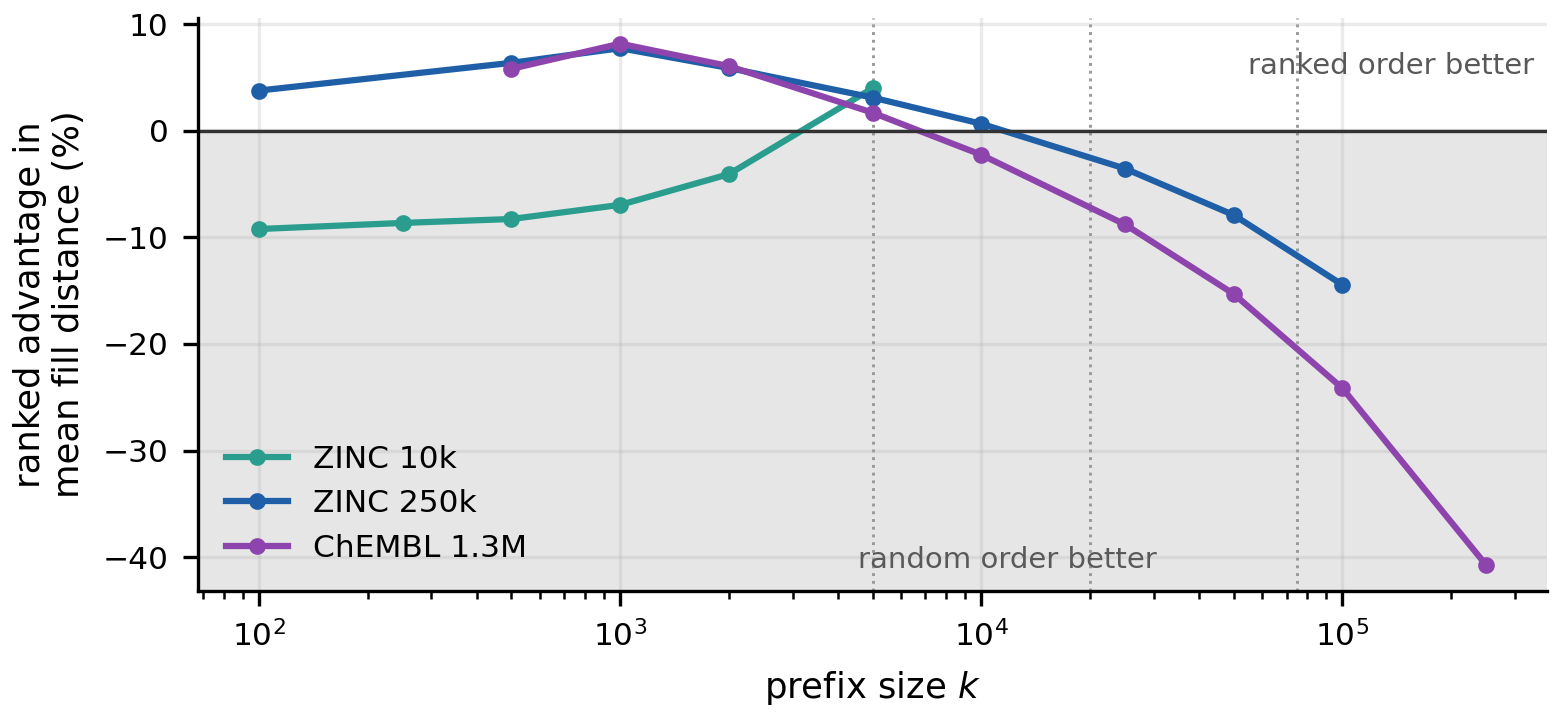 10
0
−10
−20
−30
−40
ranked advantage in
mean fill distance (%)
ranked order better
random order better
ZINC 10k
ZINC 250k
ChEMBL 1.3M
10²
10³
10⁴
10⁵
prefix size k